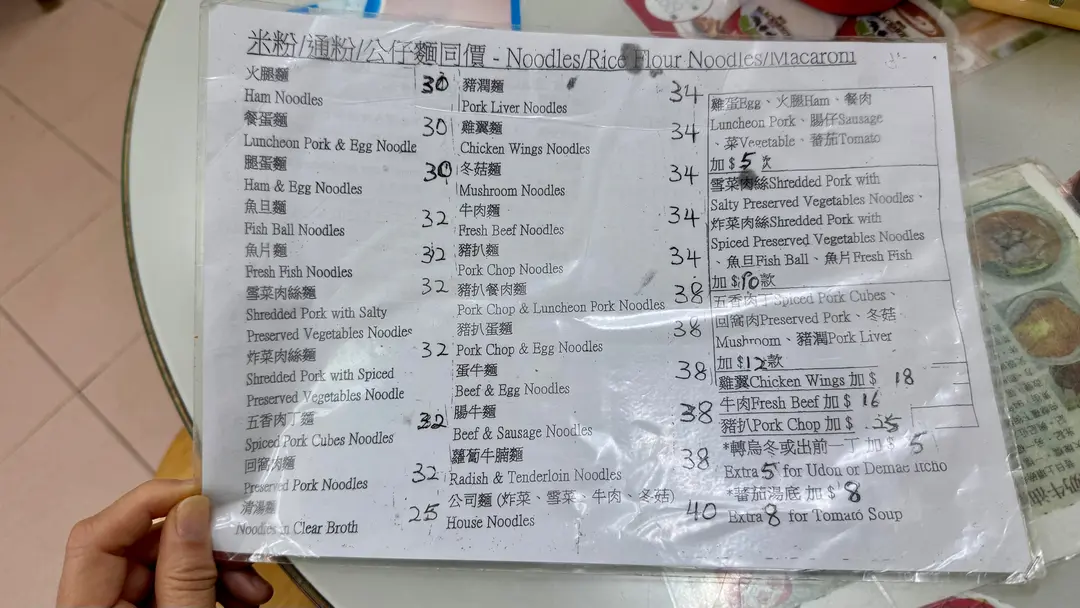 米粉/通粉/公仔麵同價 - Noodles/Rice Flour Noodles/Macaroni
火腿麵 30
Ham Noodles
餐蛋麵 30
Luncheon Pork & Egg Noodle
腿蛋麵 30
Ham & Egg Noodles
魚旦麵 32
Fish Ball Noodles
魚片麵 32
Fresh Fish Noodles
雪菜肉絲麵 32
Shredded Pork with Salty
Preserved Vegetables Noodles
炸菜肉絲麵 32
Shredded Pork with Spiced
Preserved Vegetables Noodle
五香肉丁麵 32
Spiced Pork Cubes Noodles
回窩肉麵 32
Preserved Pork Noodles
清湯麵 25
Noodles in Clear Broth
豬潤麵 34
Pork Liver Noodles
雞翼麵 34
Chicken Wings Noodles
冬菇麵 34
Mushroom Noodles
牛肉麵 34
Fresh Beef Noodles
豬扒麵 34
Pork Chop Noodles
豬扒餐肉麵 38
Pork Chop & Luncheon Pork Noodles
豬扒蛋麵 38
Pork Chop & Egg Noodles
蛋牛麵 38
Beef & Egg Noodles
腸牛麵 38
Beef & Sausage Noodles
蘿蔔牛腩麵 38
Radish & Tenderloin Noodles
公司麵 (炸菜、雪菜、牛肉、冬菇) 40
House Noodles
雞蛋Egg、火腿Ham、餐肉
Luncheon Pork、腸仔Sausage
、菜Vegetable、蕃茄Tomato
加 $ 5 款
雪菜肉絲Shredded Pork with
Salty Preserved Vegetables Noodles、
炸菜肉絲Shredded Pork with
Spiced Preserved Vegetables Noodles
、魚旦Fish Ball、魚片Fresh Fish
加 $10款
五香肉丁Spiced Pork Cubes、
回窩肉Preserved Pork、冬菇
Mushroom、豬潤Pork Liver
加 $12款
雞翼Chicken Wings 加 $ 18
牛肉Fresh Beef 加 $ 16
豬扒Pork Chop 加 $ 25
*轉烏冬或出前一丁 加 $ 5
Extra 5 for Udon or Demae Itcho
*蕃茄湯底 加 $ 8
Extra 8 for Tomato Soup